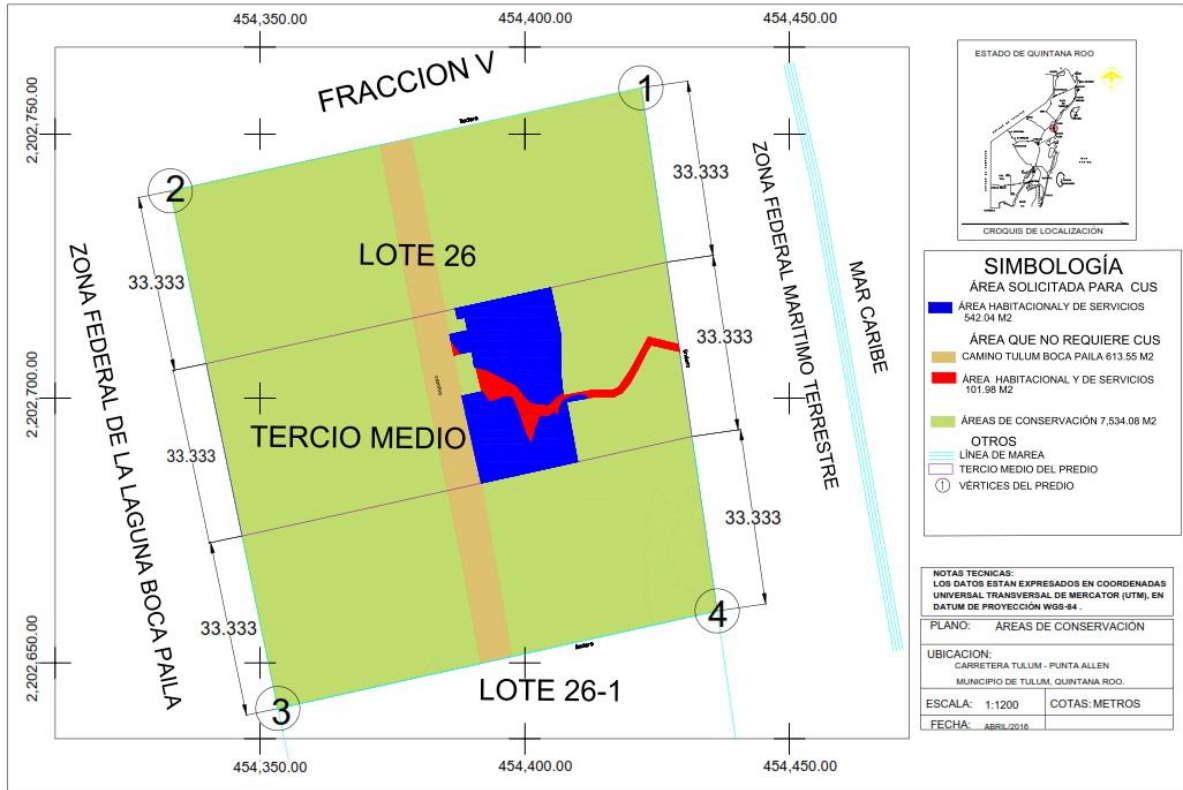 454,350.00
454,400.00
454,450.00
2,202,750.00
2,202,700.00
2,202,650.00
FRACCION V
lindero
1
2
3
4
33.333
33.333
33.333
33.333
33.333
33.333
LOTE 26
TERCIO MEDIO
camino
lindero
lindero
LOTE 26-1
ZONA FEDERAL DE LA LAGUNA BOCA PAILA
ZONA FEDERAL MARITIMO TERRESTRE
MAR CARIBE
454,350.00
454,400.00
454,450.00
ESTADO DE QUINTANA ROO
CROQUIS DE LOCALIZACIÓN
SIMBOLOGÍA
ÁREA SOLICITADA PARA CUS
ÁREA HABITACIONALY DE SERVICIOS
542.04 M2
ÁREA QUE NO REQUIERE CUS
CAMINO TULUM BOCA PAILA 613.55 M2
ÁREA HABITACIONAL Y DE SERVICIOS
101.98 M2
ÁREAS DE CONSERVACIÓN 7,534.08 M2
OTROS
LÍNEA DE MAREA
TERCIO MEDIO DEL PREDIO
1 VÉRTICES DEL PREDIO
NOTAS TECNICAS:
LOS DATOS ESTAN EXPRESADOS EN COORDENADAS
UNIVERSAL TRANSVERSAL DE MERCATOR (UTM), EN
DATUM DE PROYECCIÓN WGS-84 .
PLANO: ÁREAS DE CONSERVACIÓN
UBICACION:
CARRETERA TULUM - PUNTA ALLEN
MUNICIPIO DE TULUM, QUINTANA ROO.
ESCALA: 1:1200 COTAS: METROS
FECHA: ABRIL/2016